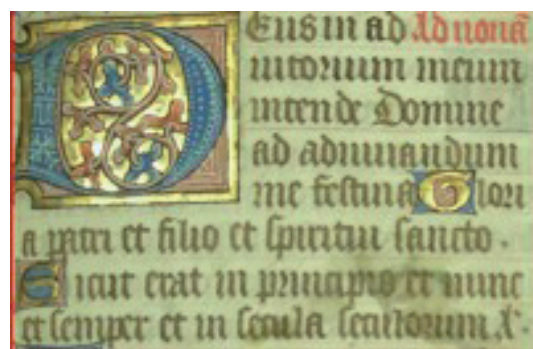 Deus in ad Ad nonã
iutorium meum
intende Domine
ad adiuuandum
me festina Glori
a patri et filio et spiritui sancto .
Sicut erat in principio et nunc
et semper et in secula seculorum A.